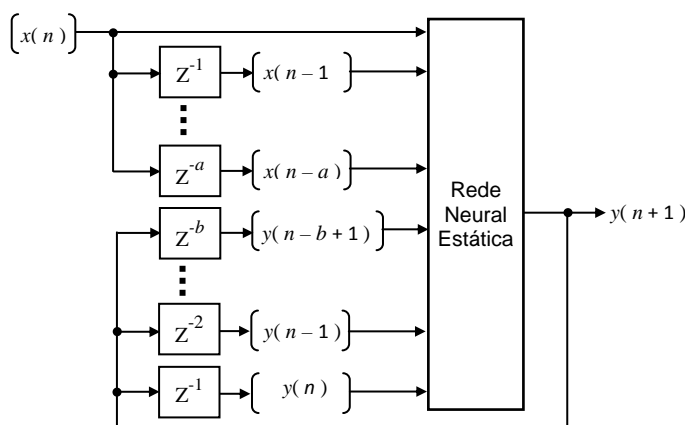 x( n )
Z-1
x( n – 1
Z-a
x( n – a )
Z-b
y( n – b + 1 )
Z-2
y( n – 1 )
Z-1
y( n )
Rede
Neural
Estática
y( n + 1 )